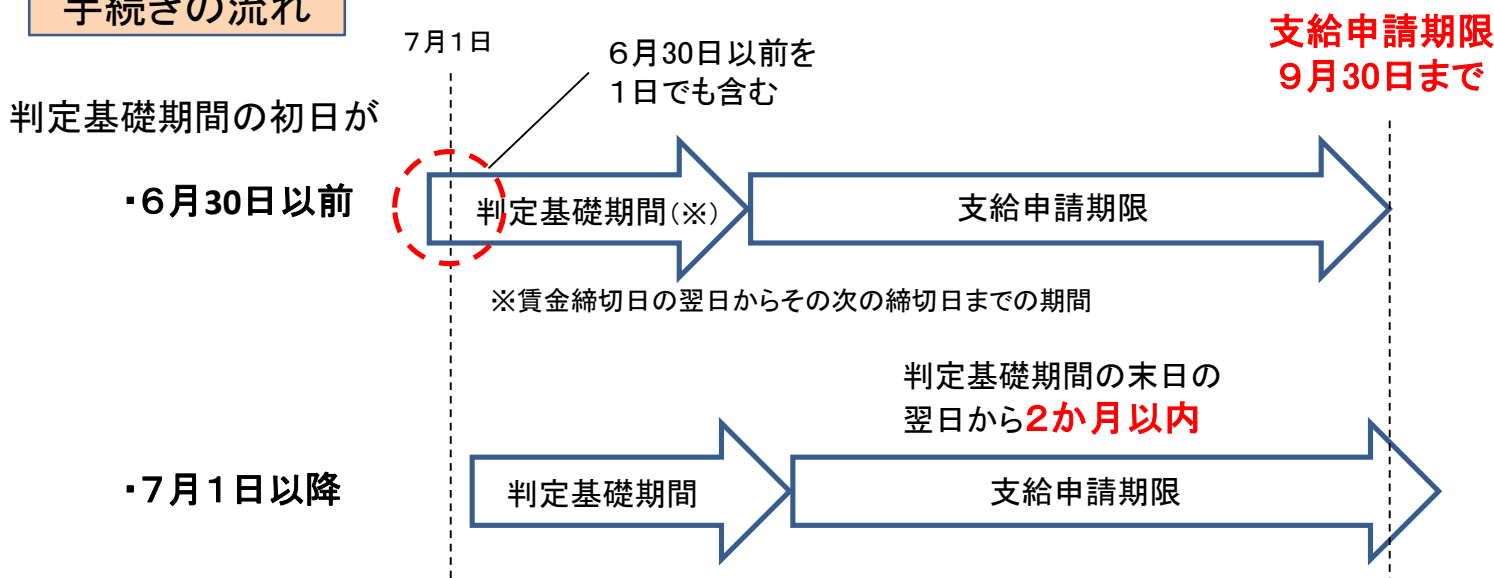 手続きの流れ
7月1日
6月30日以前を
1日でも含む
支給申請期限
9月30日まで
判定基礎期間の初日が
・6月30日以前
判定基礎期間(※)
支給申請期限
※賃金締切日の翌日からその次の締切日までの期間
判定基礎期間の末日の
翌日から2か月以内
・7月1日以降
判定基礎期間
支給申請期限